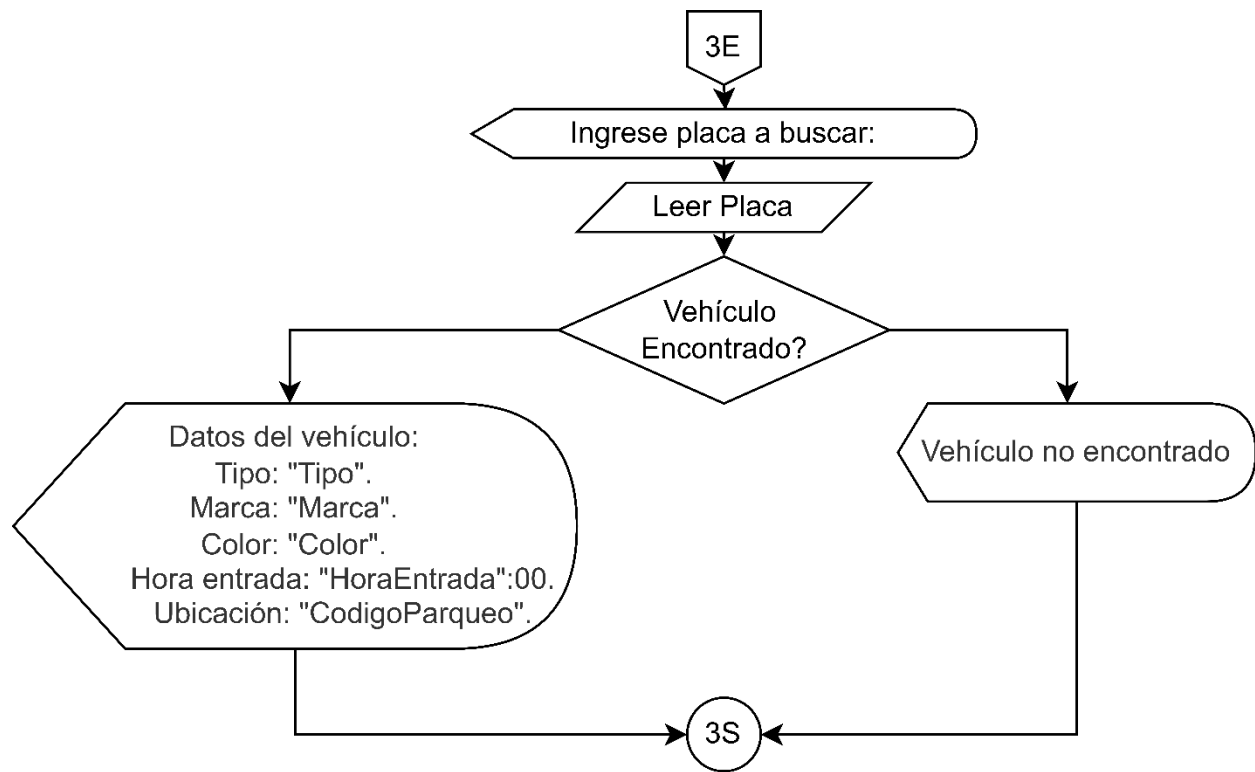 3E
Ingrese placa a buscar:
Leer Placa
Vehículo
Encontrado?
Datos del vehículo:
Tipo: "Tipo".
Marca: "Marca".
Color: "Color".
Hora entrada: "HoraEntrada":00.
Ubicación: "CodigoParqueo".
Vehículo no encontrado
3S